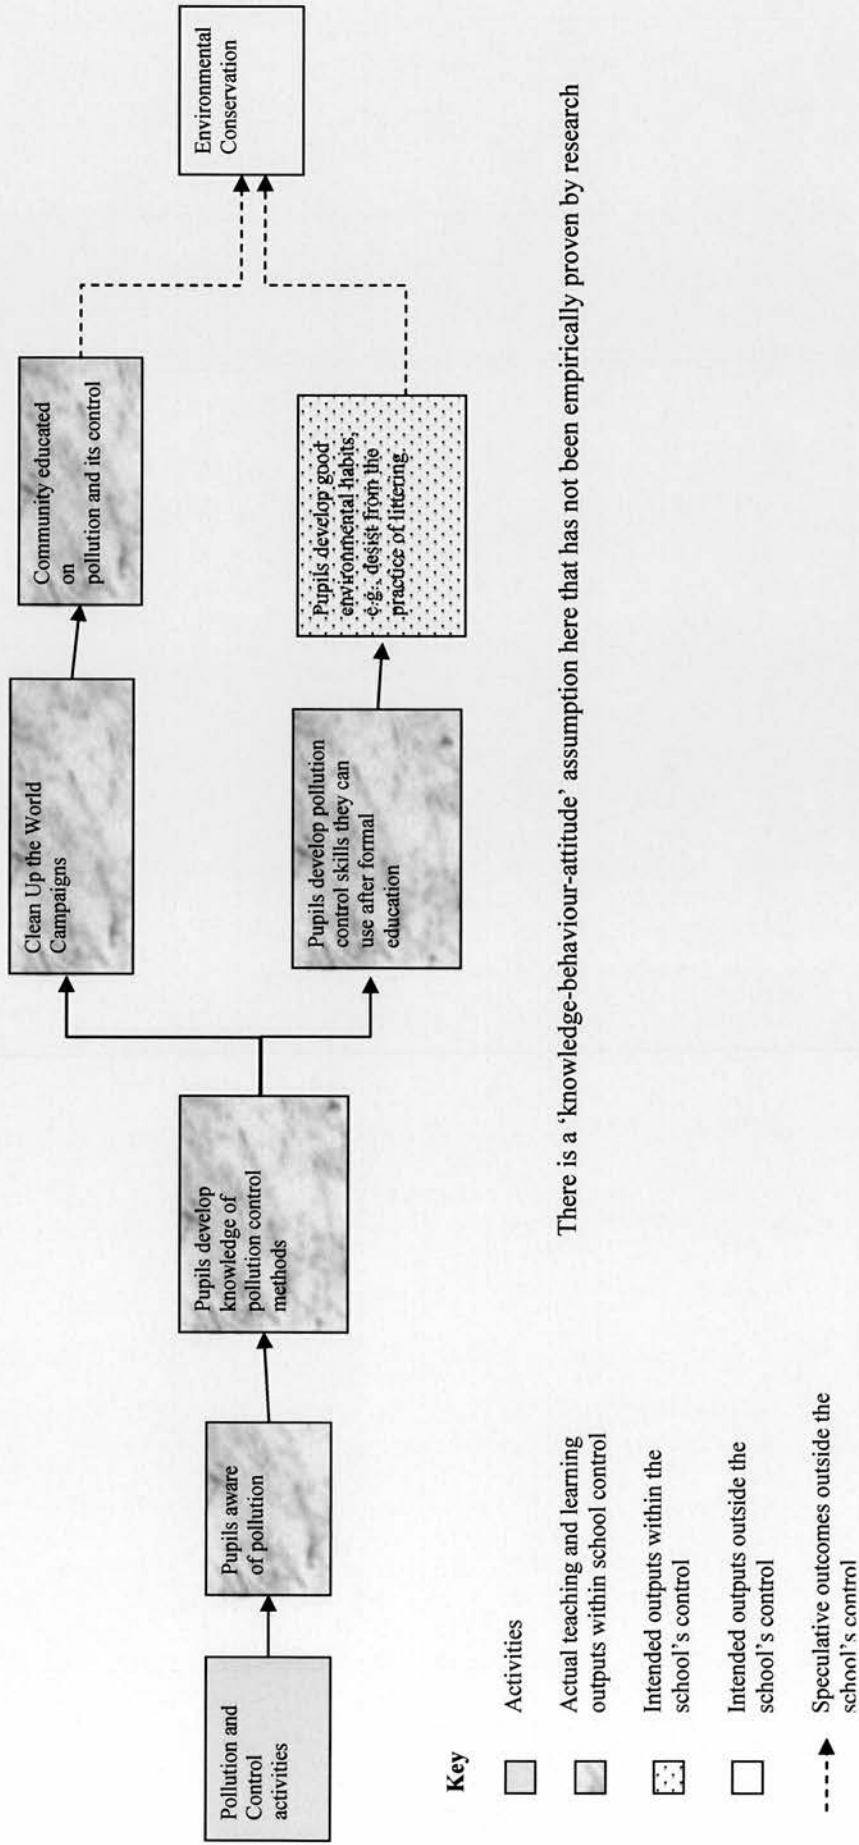 Pollution and
Control
activities
Pupils aware
of pollution
Pupils develop
knowledge of
pollution control
methods
Clean Up the World
Campaigns
Community educated
on
pollution and its control
Pupils develop pollution
control skills they can
use after formal
education
Pupils develop good
environmental habits,
e.g., desist from the
practice of littering.
Environmental
Conservation
There is a ‘knowledge-behaviour-attitude’ assumption here that has not been empirically proven by research
Key
Activities
Actual teaching and learning
outputs within school control
Intended outputs within the
school’s control
Intended outputs outside the
school’s control
Speculative outcomes outside the
school’s control